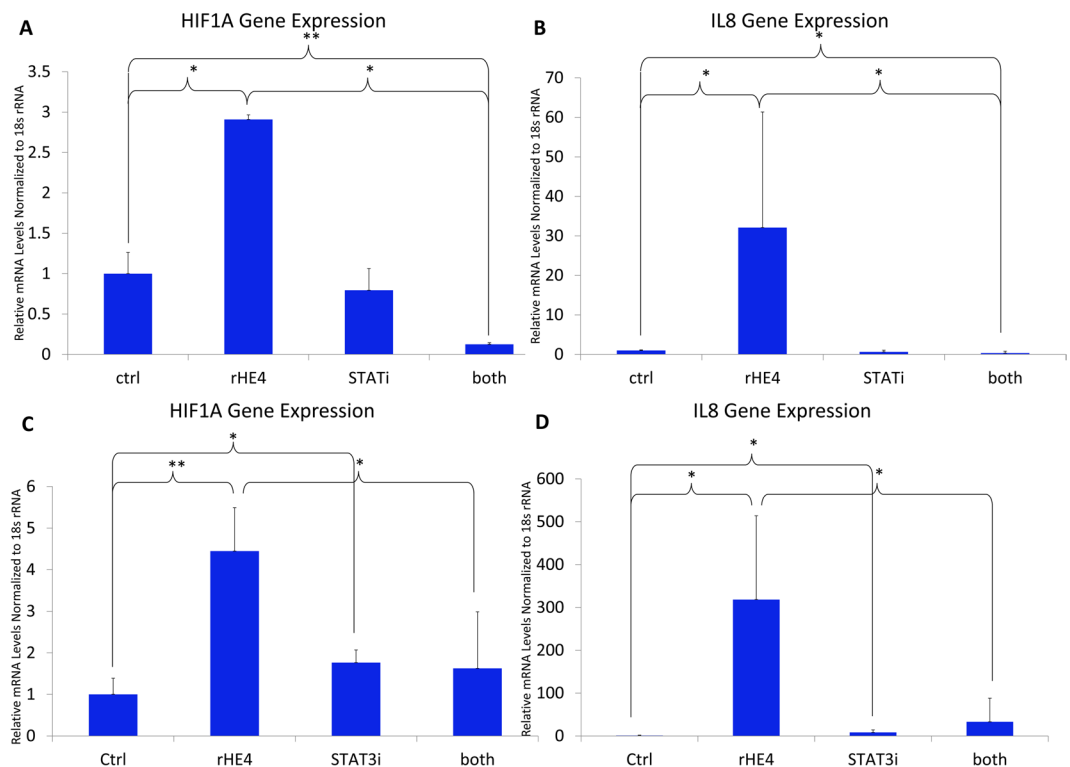 A
HIF1A Gene Expression
**
*
*
Relative mRNA Levels Normalized to 18s rRNA
3.5
3
2.5
2
1.5
1
0.5
0
ctrl
rHE4
STATi
both
B
IL8 Gene Expression
*
*
*
Relative mRNA Levels Normalized to 18s rRNA
70
60
50
40
30
20
10
0
ctrl
rHE4
STATi
both
C
HIF1A Gene Expression
*
**
*
Relative mRNA Levels Normalized to 18s rRNA
6
5
4
3
2
1
0
Ctrl
rHE4
STAT3i
both
D
IL8 Gene Expression
*
*
*
Relative mRNA Levels Normalized to 18s rRNA
600
500
400
300
200
100
0
Ctrl
rHE4
STAT3i
both